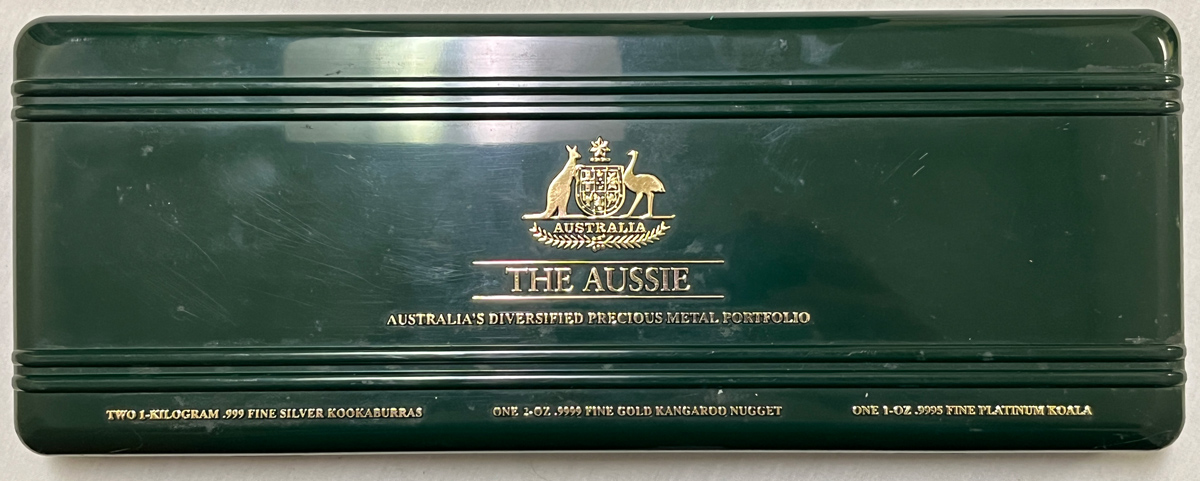 AUSTRALIA
THE AUSSIE
AUSTRALIA'S DIVERSIFIED PRECIOUS METAL PORTFOLIO
TWO 1-KILOGRAM .999 FINE SILVER KOOKABURRAS ONE 2-OZ .9999 FINE GOLD KANGAROO NUGGET ONE 1-OZ .9995 FINE PLATINUM KOALA